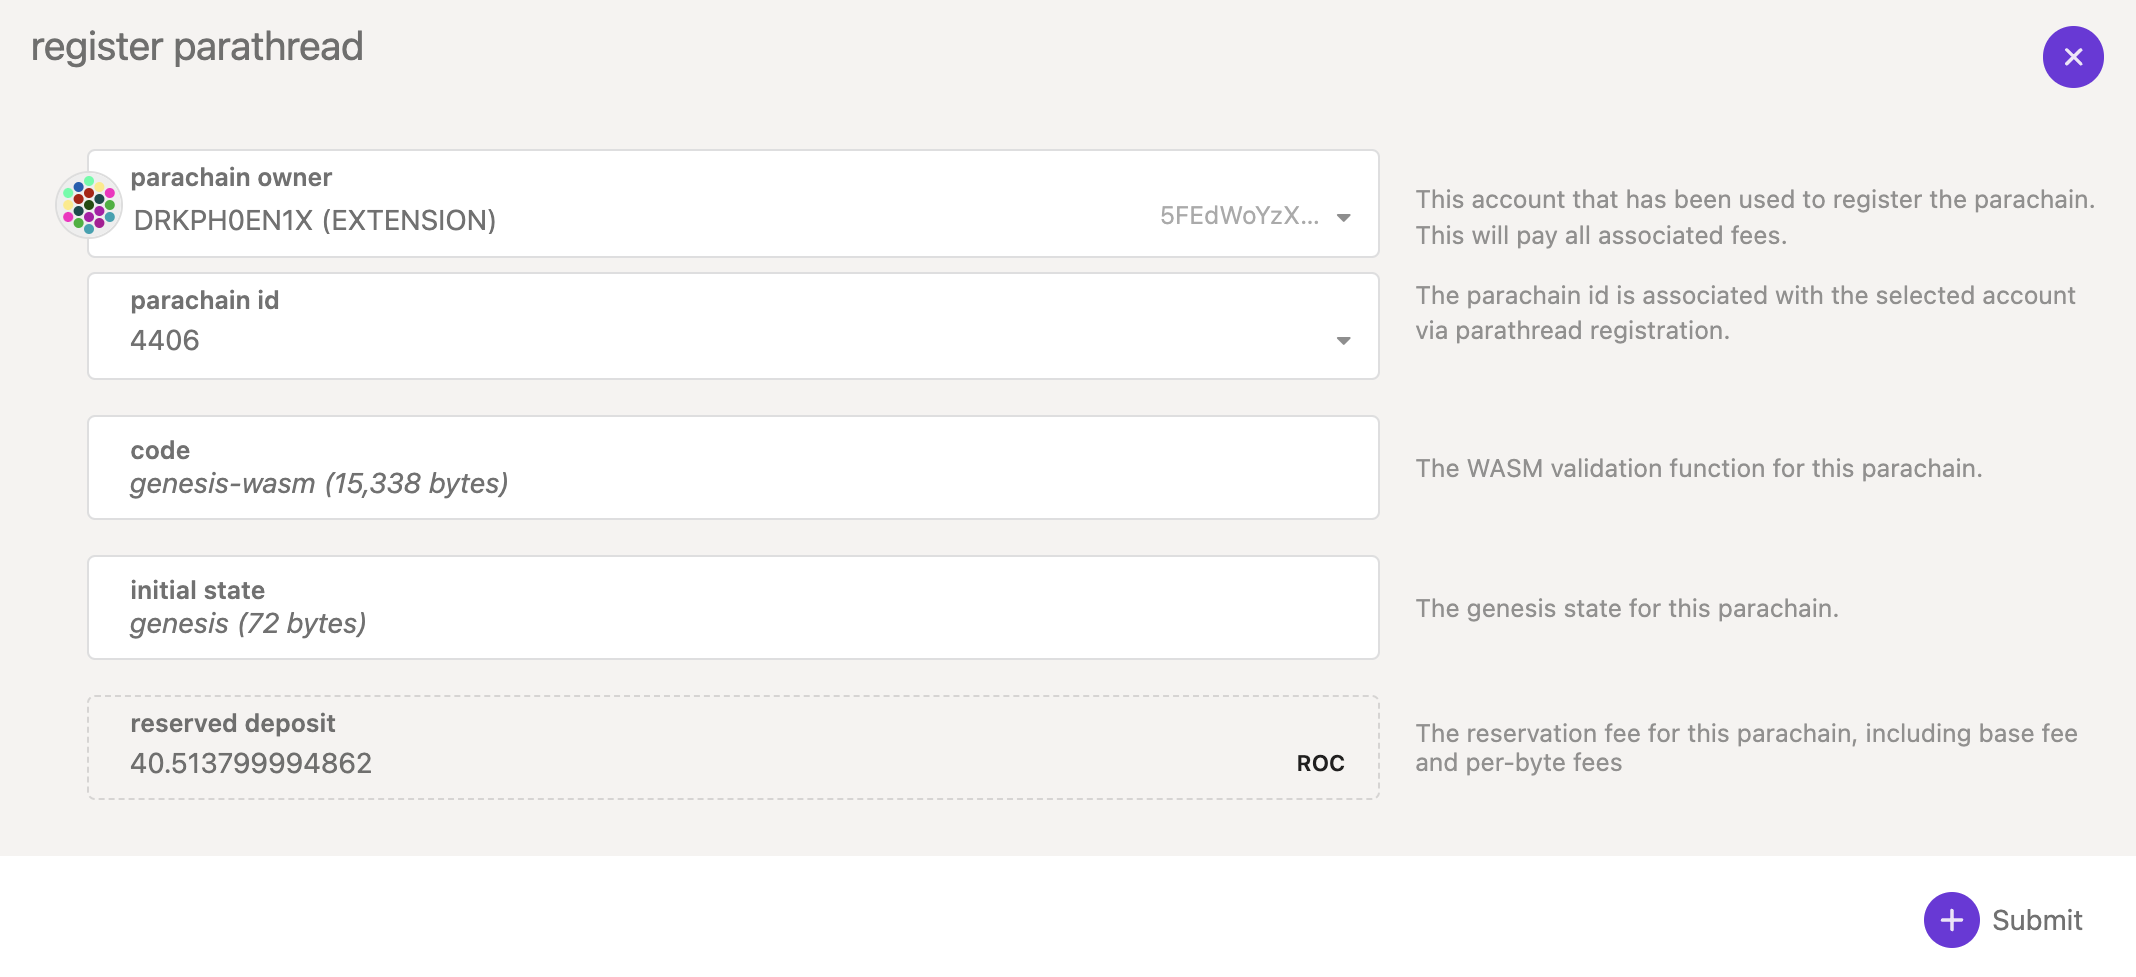 register parathread
parachain owner
DRKPH0EN1X (EXTENSION)
5FEdWoYzX...
This account that has been used to register the parachain.
This will pay all associated fees.
parachain id
4406
The parachain id is associated with the selected account
via parathread registration.
code
genesis-wasm (15,338 bytes)
The WASM validation function for this parachain.
initial state
genesis (72 bytes)
The genesis state for this parachain.
reserved deposit
40.513799994862
ROC
The reservation fee for this parachain, including base fee
and per-byte fees
Submit